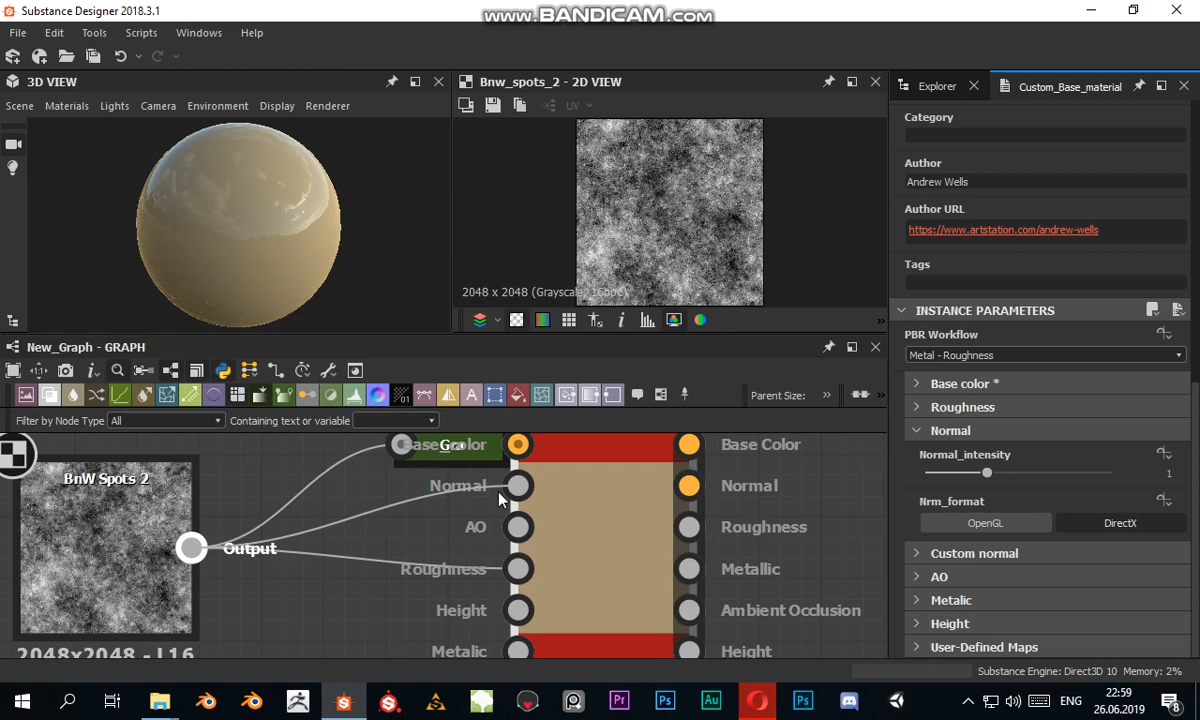 Substance Designer 2018.3.1
www.BANDICAM.com
File Edit Tools Scripts Windows Help
3D VIEW
Scene Materials Lights Camera Environment Display Renderer
Bnw_spots_2 - 2D VIEW
UV
2048 x 2048 (Grayscale, 16bpc)
Explorer
Custom_Base_material
Category
Author
Andrew Wells
Author URL
https://www.artstation.com/andrew-wells
Tags
INSTANCE PARAMETERS
PBR Workflow
Metal - Roughness
Base color *
Roughness
Normal
Normal_intensity
1
Nrm_format
OpenGL DirectX
Custom normal
AO
Metalic
Height
User-Defined Maps
New_Graph - GRAPH
Parent Size: »
Filter by Node Type All Containing text or variable
BnW Spots 2
Output
2048x2048 - L16
Base color
Normal
AO
Roughness
Height
Metalic
Base Color
Normal
Roughness
Metallic
Ambient Occlusion
Height
Substance Engine: Direct3D 10 Memory: 2%
ENG
22:59
26.06.2019
8